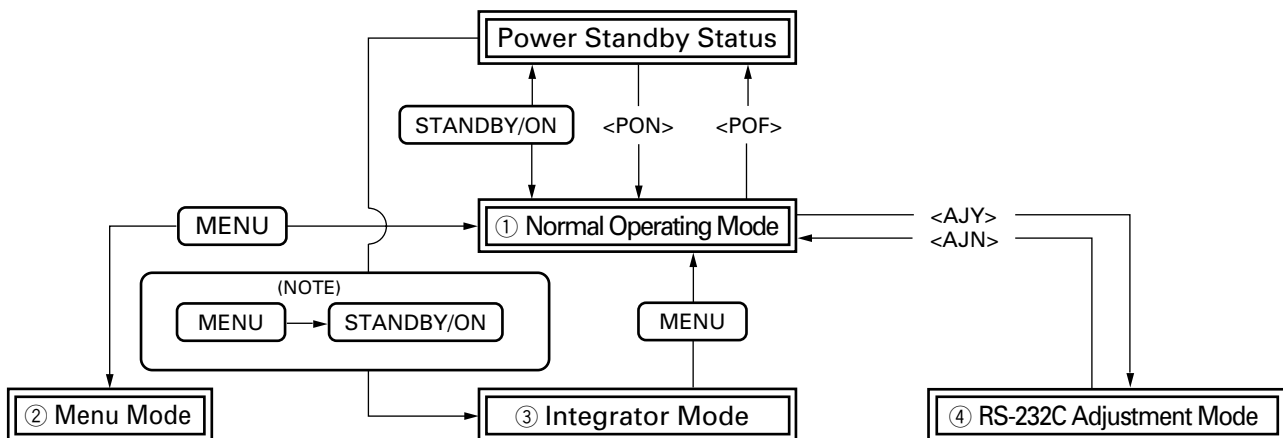 Power Standby Status
STANDBY/ON
<PON>
<POF>
MENU
① Normal Operating Mode
<AJY>
<AJN>
(NOTE)
MENU
STANDBY/ON
MENU
② Menu Mode
③ Integrator Mode
④ RS-232C Adjustment Mode